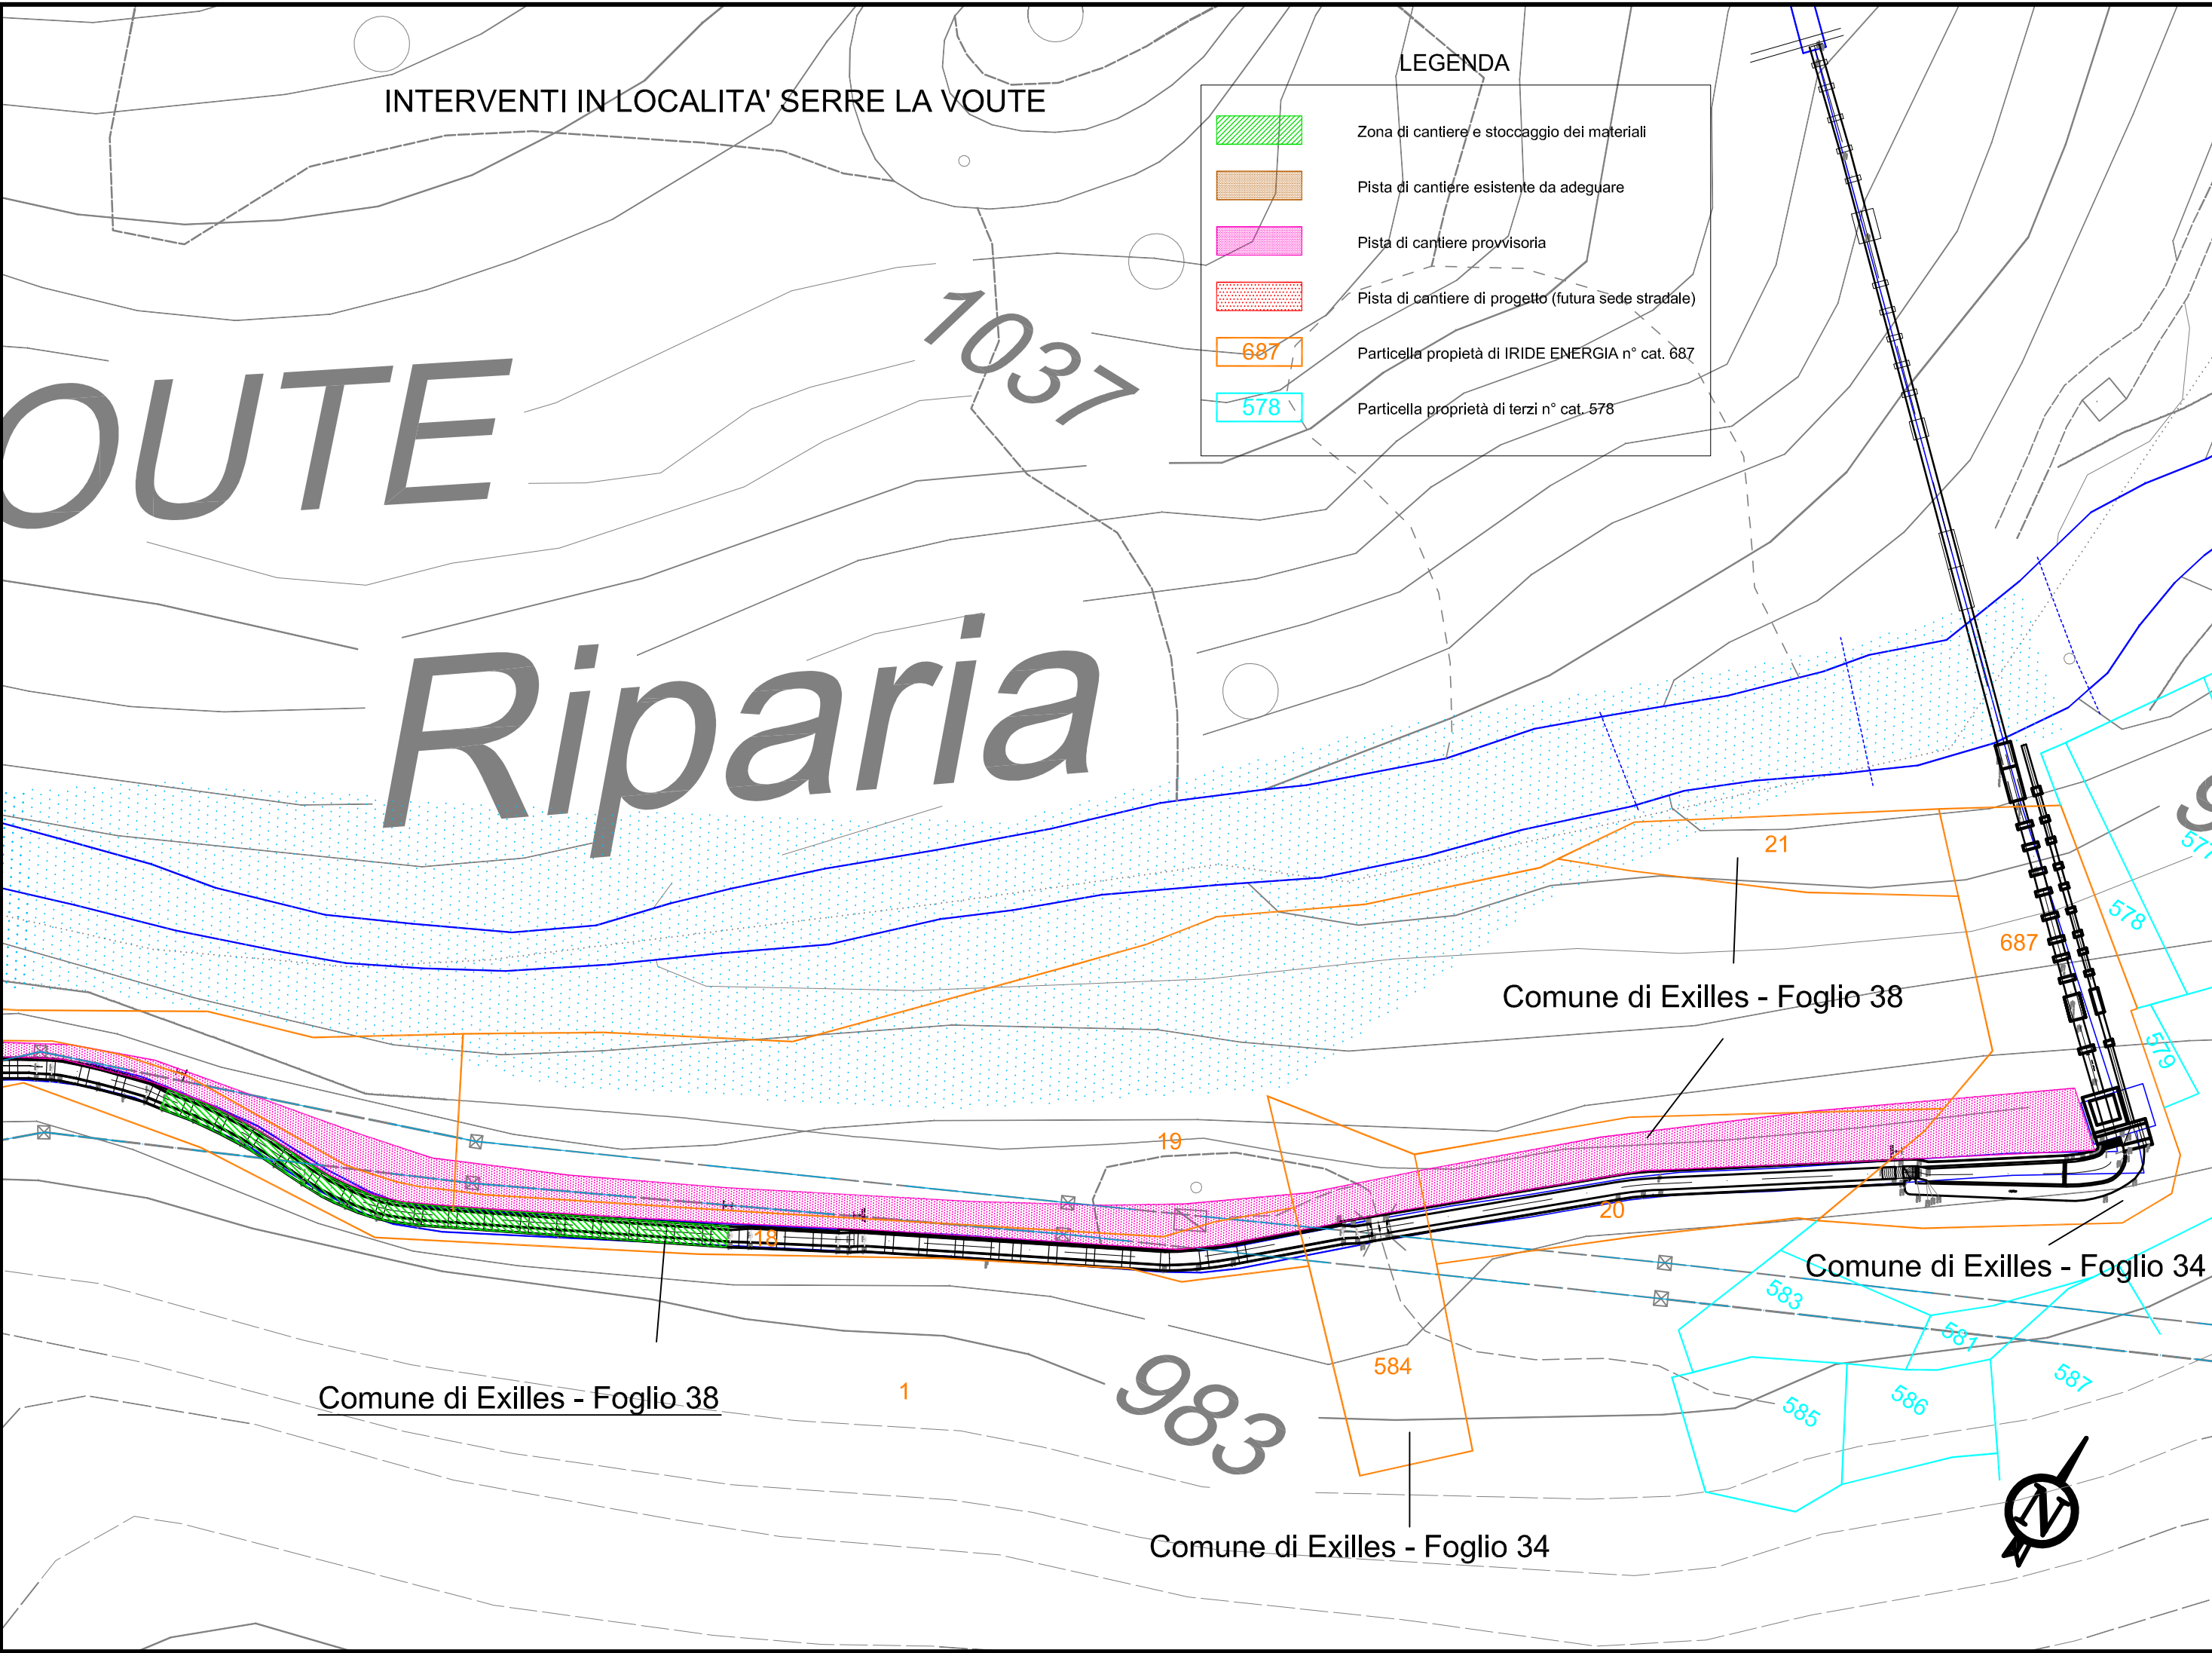 INTERVENTI IN LOCALITA' SERRE LA VOUTE
LEGENDA
Zona di cantiere e stoccaggio dei materiali
Pista di cantiere esistente da adeguare
Pista di cantiere provvisoria
Pista di cantiere di progetto (futura sede stradale)
687 Particella propietà di IRIDE ENERGIA n° cat. 687
578 Particella proprietà di terzi n° cat. 578
1037
OUTE
Riparia
21
577
578
687
Comune di Exilles - Foglio 38
579
19
20
18
Comune di Exilles - Foglio 34
583
581
584
587
586
585
1
Comune di Exilles - Foglio 38
983
Comune di Exilles - Foglio 34
N